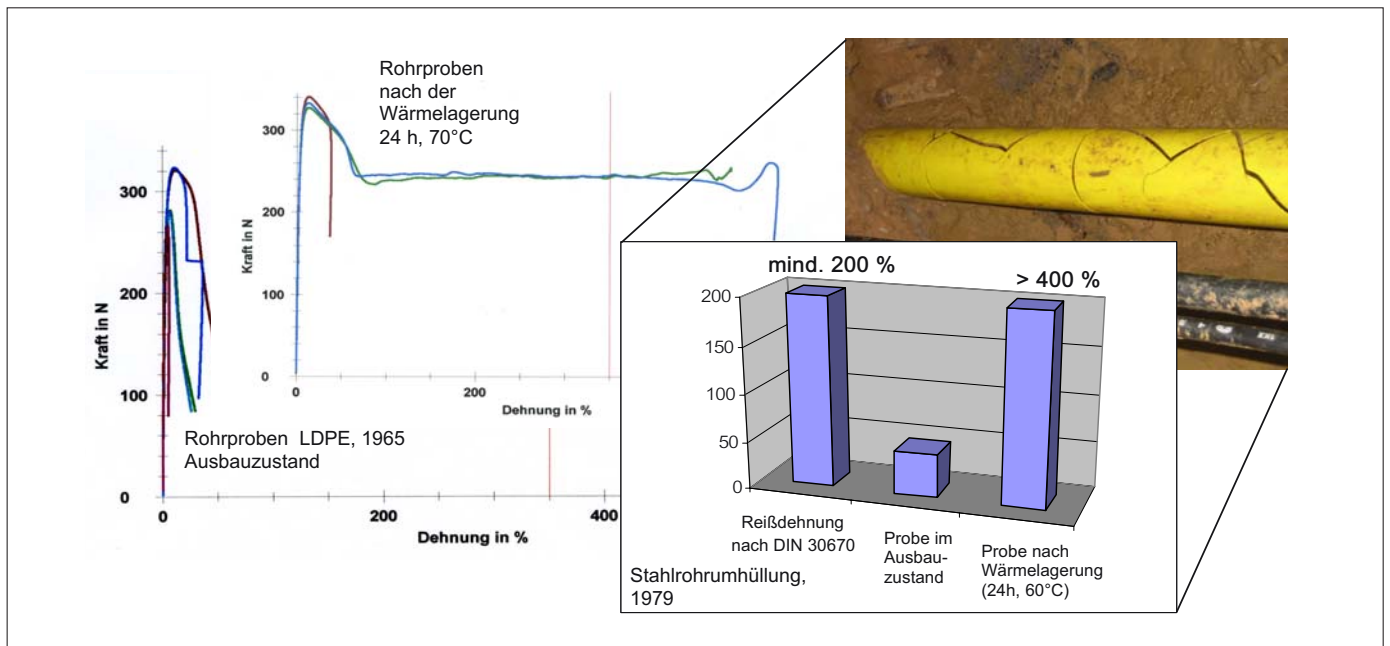 Rohrproben
nach der
Wärmelagerung
24 h, 70°C
Kraft in N
300
200
100
0
0
200
Dehnung in %
Kraft in N
300
200
100
0
0
200
400
Dehnung in %
Rohrproben LDPE, 1965
Ausbauzustand
mind. 200 %
> 400 %
200
150
100
50
0
Reißdehnung
nach DIN 30670
Probe im
Ausbau-
zustand
Probe nach
Wärmelagerung
(24h, 60°C)
Stahlrohrumhüllung,
1979